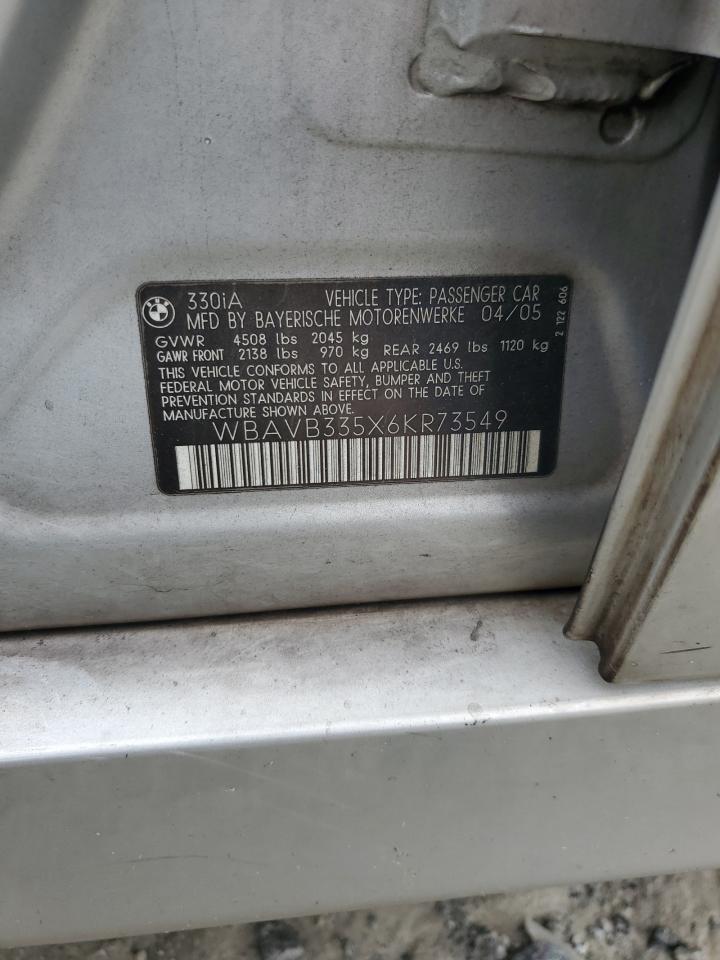 BMW
330iA VEHICLE TYPE: PASSENGER CAR
MFD BY BAYERISCHE MOTORENWERKE 04/05
GVWR 4508 lbs 2045 kg
GAWR FRONT 2138 lbs 970 kg REAR 2469 lbs 1120 kg
THIS VEHICLE CONFORMS TO ALL APPLICABLE U.S.
FEDERAL MOTOR VEHICLE SAFETY, BUMPER AND THEFT
PREVENTION STANDARDS IN EFFECT ON THE DATE OF
MANUFACTURE SHOWN ABOVE.
WBAVB335X6KR73549
2 122 606